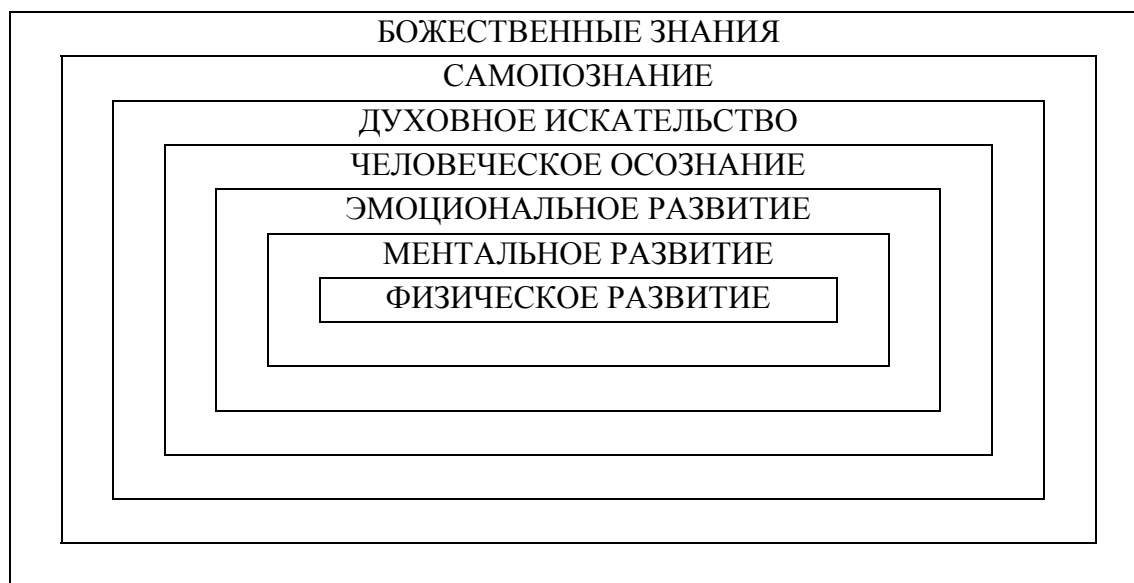 БОЖЕСТВЕННЫЕ ЗНАНИЯ
САМОПОЗНАНИЕ
ДУХОВНОЕ ИСКАТЕЛЬСТВО
ЧЕЛОВЕЧЕСКОЕ ОСОЗНАНИЕ
ЭМОЦИОНАЛЬНОЕ РАЗВИТИЕ
МЕНТАЛЬНОЕ РАЗВИТИЕ
ФИЗИЧЕСКОЕ РАЗВИТИЕ